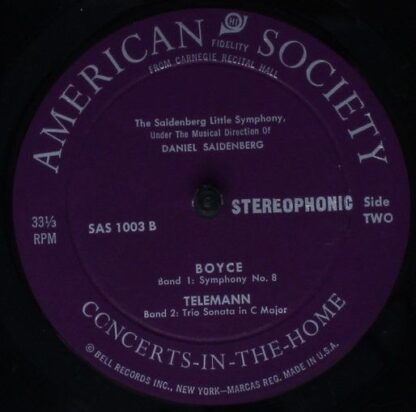 AMERICAN SOCIETY
HI
FIDELITY
FROM CARNEGIE RECITAL HALL
The Saidenberg Little Symphony,
Under The Musical Direction Of
DANIEL SAIDENBERG
STEREOPHONIC
33⅓
RPM
SAS 1003 B
Side
TWO
BOYCE
Band 1: Symphony No. 8
TELEMANN
Band 2: Trio Sonata in C Major
CONCERTS-IN-THE-HOME
© BELL RECORDS INC., NEW YORK-MARCAS REG. MADE IN U.S.A.